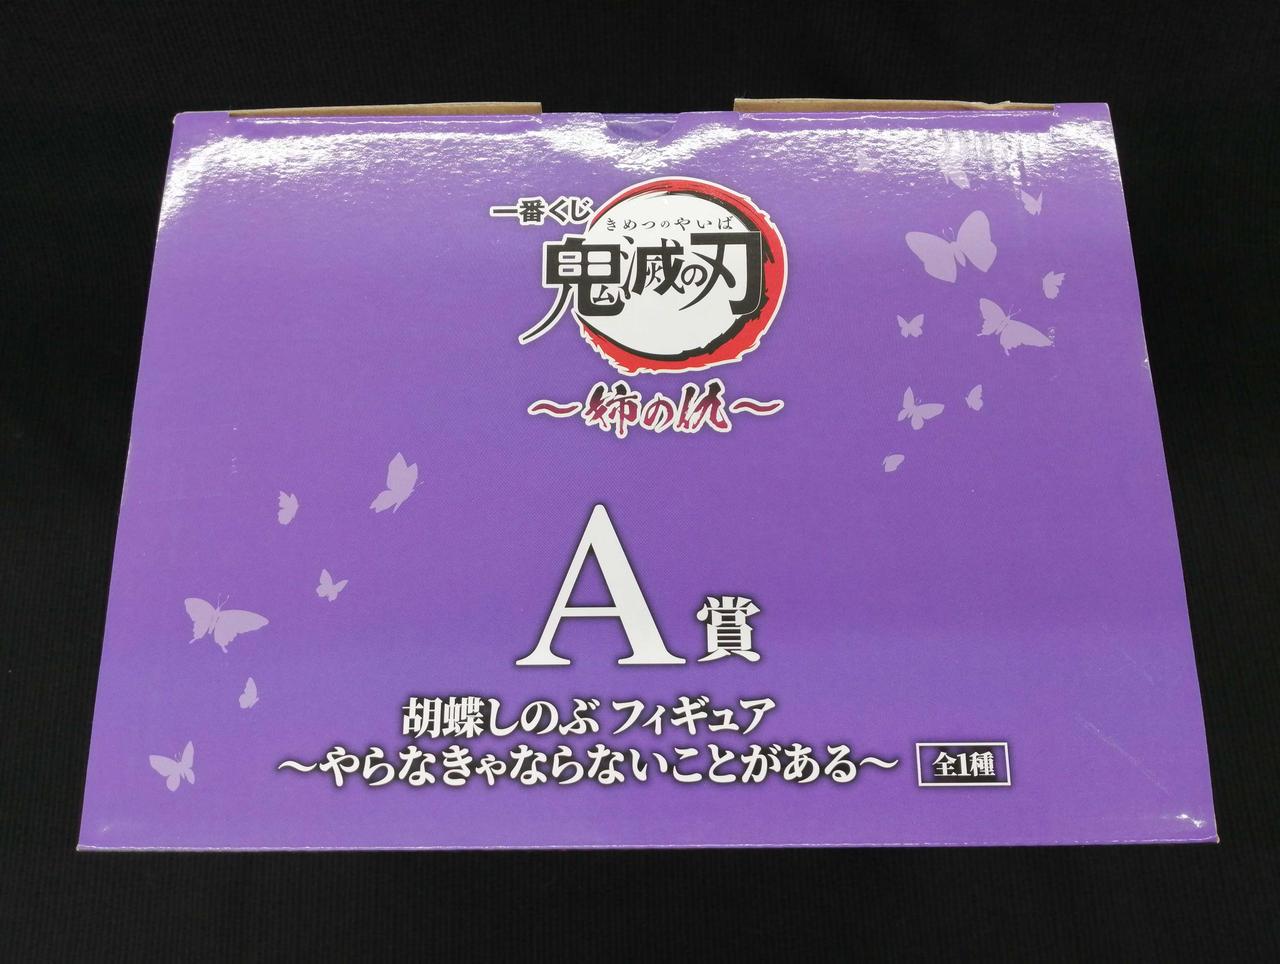 一番くじ
きめつのやいば
鬼滅の刃
～姉の仇～
A賞
胡蝶しのぶ フィギュア
～やらなきゃならないことがある～
全1種